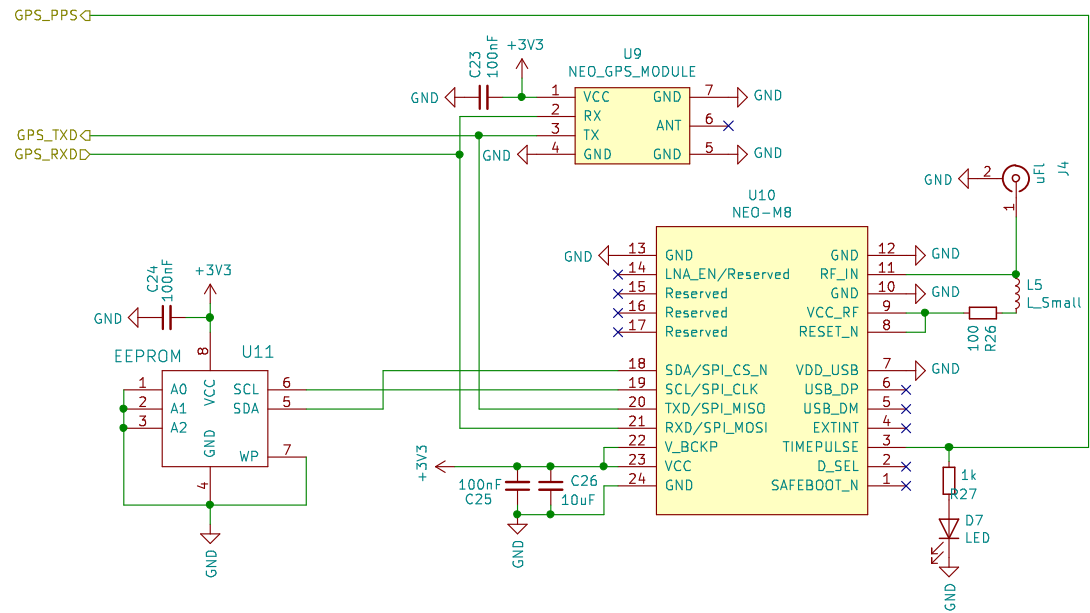 GPS_PPS
GPS_TXD
GPS_RXD
C23
100nF
+3V3
GND
U9
NEO_GPS_MODULE
1 VCC GND 7 GND
2 RX
3 TX ANT 6
GND 4 GND GND 5 GND
GND 2
uFl
J4
1
U10
NEO-M8
GND 13 GND GND 12 GND
14 LNA_EN/Reserved RF_IN 11
15 Reserved GND 10 GND
16 Reserved VCC_RF 9
17 Reserved RESET_N 8
18 SDA/SPI_CS_N VDD_USB 7 GND
19 SCL/SPI_CLK USB_DP 6
20 TXD/SPI_MISO USB_DM 5
21 RXD/SPI_MOSI EXTINT 4
22 V_BCKP TIMEPULSE 3
23 VCC D_SEL 2
24 GND SAFEBOOT_N 1
L5
L_Small
100
R26
C24
100nF
+3V3
GND
EEPROM
U11
8
VCC
1 A0 SCL 6
2 A1 SDA 5
3 A2
GND
WP 7
4
GND
+3V3
100nF
C25
C26
10uF
GND
1k
R27
D7
LED
GND